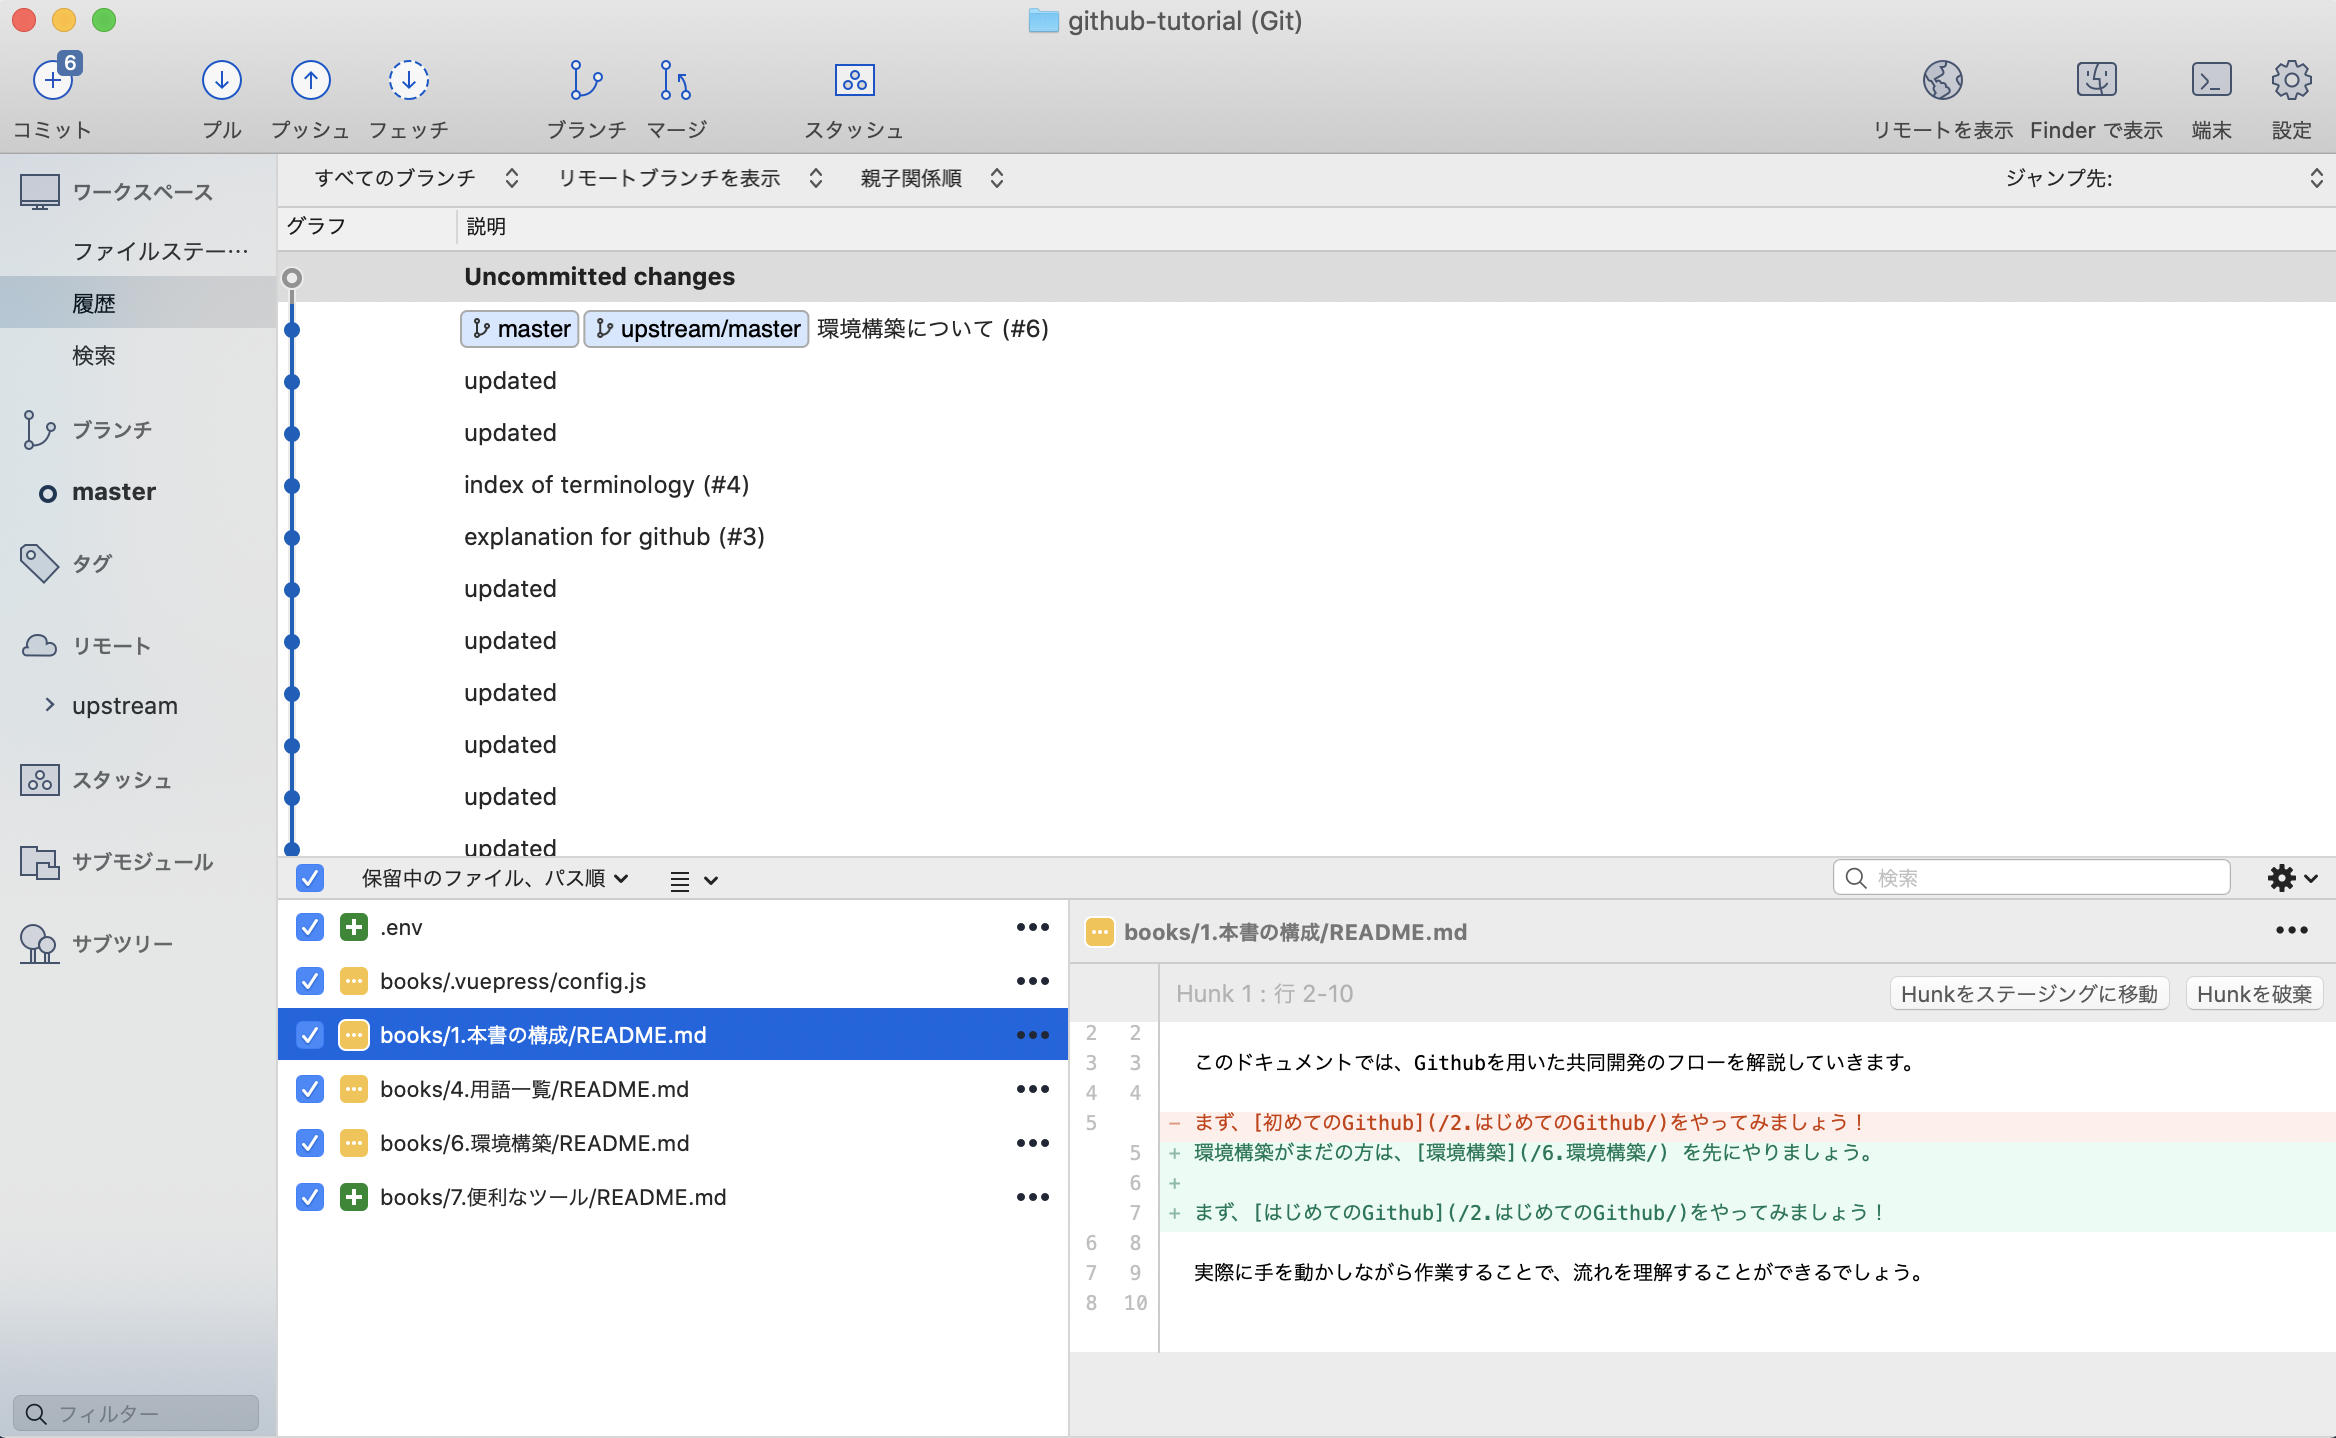 github-tutorial (Git)
6
コミット
プル
プッシュ
フェッチ
ブランチ
マージ
スタッシュ
リモートを表示
Finder で表示
端末
設定
ワークスペース
ファイルステー…
履歴
検索
ブランチ
master
タグ
リモート
upstream
スタッシュ
サブモジュール
サブツリー
フィルター
すべてのブランチ
リモートブランチを表示
親子関係順
ジャンプ先:
グラフ
説明
Uncommitted changes
master upstream/master 環境構築について (#6)
updated
updated
index of terminology (#4)
explanation for github (#3)
updated
updated
updated
updated
updated
updated
保留中のファイル、パス順
検索
.env
books/.vuepress/config.js
books/1.本書の構成/README.md
books/4.用語一覧/README.md
books/6.環境構築/README.md
books/7.便利なツール/README.md
books/1.本書の構成/README.md
Hunk 1 : 行 2-10
Hunkをステージングに移動
Hunkを破棄
2 2
3 3 このドキュメントでは、Githubを用いた共同開発のフローを解説していきます。
4 4
5 - まず、[初めてのGithub](/2.はじめてのGithub/)をやってみましょう！
5 + 環境構築がまだの方は、[環境構築](/6.環境構築/) を先にやりましょう。
6 +
7 + まず、[はじめてのGithub](/2.はじめてのGithub/)をやってみましょう！
6 8
7 9 実際に手を動かしながら作業することで、流れを理解することができるでしょう。
8 10